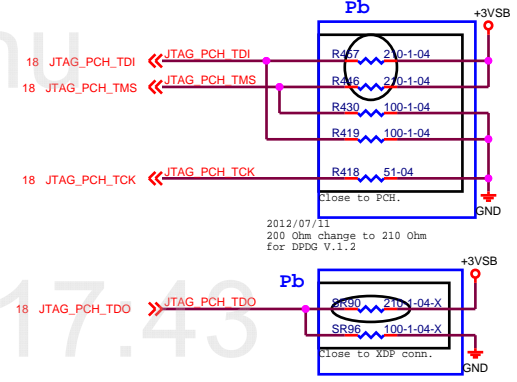 Pb
+3VSB
18 JTAG_PCH_TDI JTAG_PCH_TDI R457 210-1-04
18 JTAG_PCH_TMS JTAG_PCH_TMS R446 210-1-04
R430 100-1-04
R419 100-1-04
18 JTAG_PCH_TCK JTAG_PCH_TCK R418 51-04
Close to PCH.
GND
2012/07/11
200 Ohm change to 210 Ohm
for DPDG V.1.2
+3VSB
Pb
18 JTAG_PCH_TDO JTAG_PCH_TDO SR90 210-1-04-X
SR96 100-1-04-X
Close to XDP conn.
GND
17:43